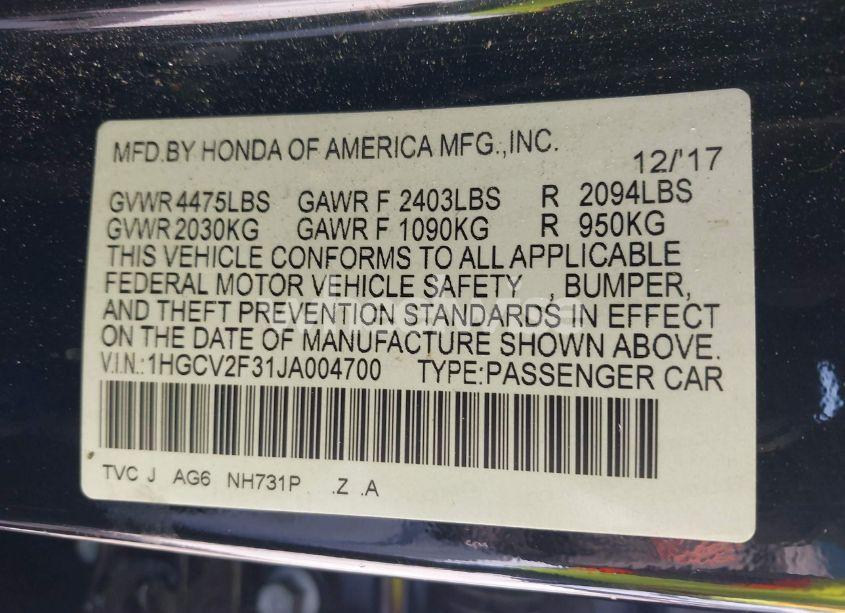 MFD.BY HONDA OF AMERICA MFG.,INC. 12/'17
GVWR 4475LBS GAWR F 2403LBS R 2094LBS
GVWR 2030KG GAWR F 1090KG R 950KG
THIS VEHICLE CONFORMS TO ALL APPLICABLE
FEDERAL MOTOR VEHICLE SAFETY , BUMPER,
AND THEFT PREVENTION STANDARDS IN EFFECT
ON THE DATE OF MANUFACTURE SHOWN ABOVE.
V.I.N.:1HGCV2F31JA004700 TYPE:PASSENGER CAR
TVC J AG6 NH731P .Z .A